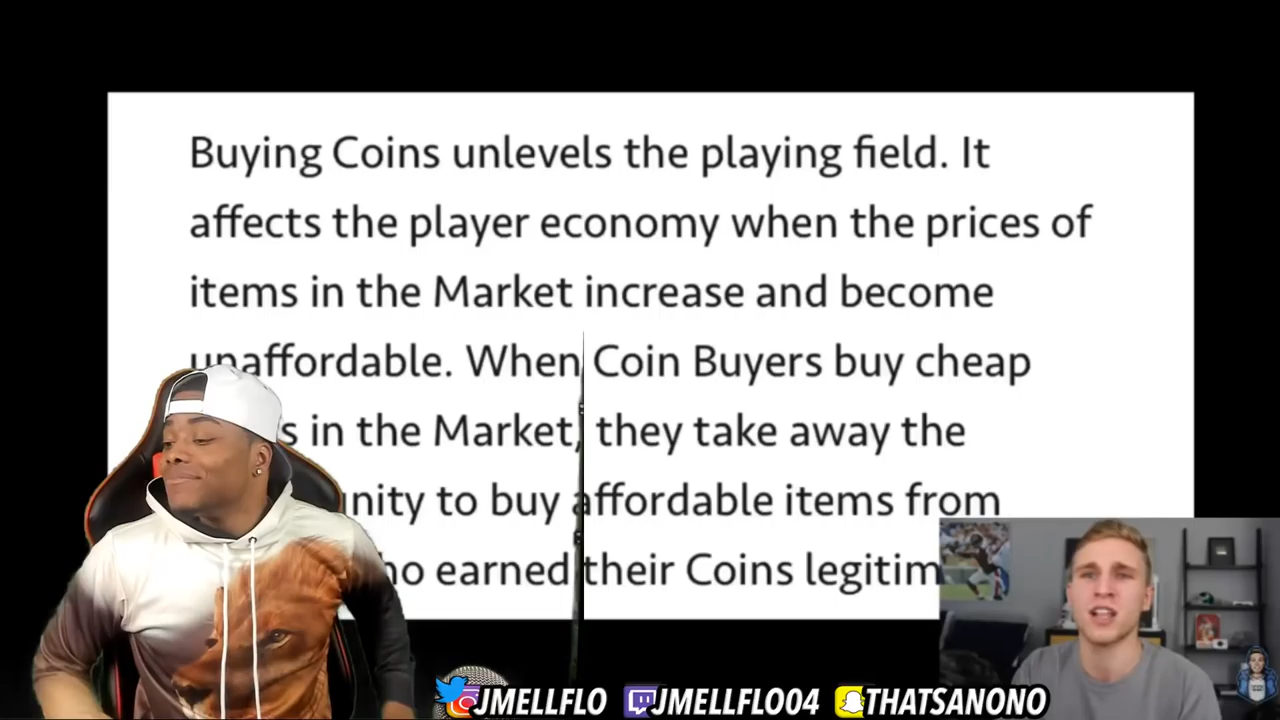 Buying Coins unlevels the playing field. It
affects the player economy when the prices of
items in the Market increase and become
unaffordable. When Coin Buyers buy cheap
in the Market, they take away the
to buy affordable items from
earned their Coins
JMELLFLO JMELLFLO04 THATSANONO